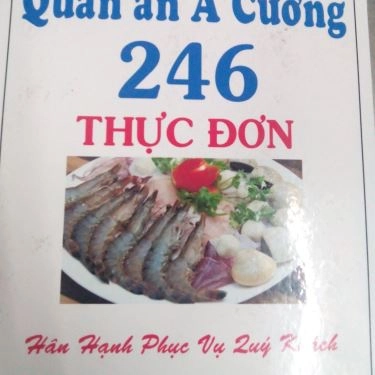 Quán ăn A Cường
246
THỰC ĐƠN
Hân Hạnh Phục Vụ Quý Khách